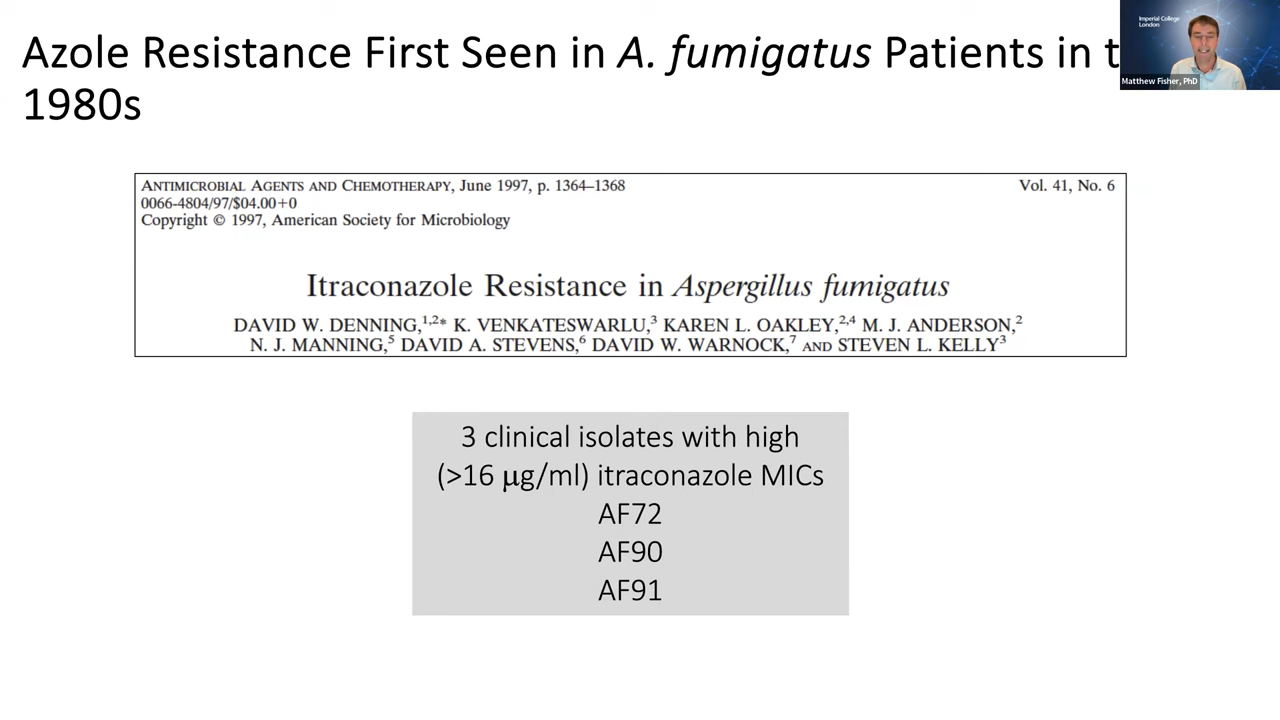 Azole Resistance First Seen in A. fumigatus Patients in t
1980s
Imperial College
London
Matthew Fisher, PhD
ANTIMICROBIAL AGENTS AND CHEMOTHERAPY, June 1997, p. 1364–1368
Vol. 41, No. 6
0066-4804/97/$04.00+0
Copyright © 1997, American Society for Microbiology
Itraconazole Resistance in Aspergillus fumigatus
DAVID W. DENNING,1,2* K. VENKATESWARLU,3 KAREN L. OAKLEY,2,4 M. J. ANDERSON,2
N. J. MANNING,5 DAVID A. STEVENS,6 DAVID W. WARNOCK,7 AND STEVEN L. KELLY3
3 clinical isolates with high
(>16 μg/ml) itraconazole MICs
AF72
AF90
AF91